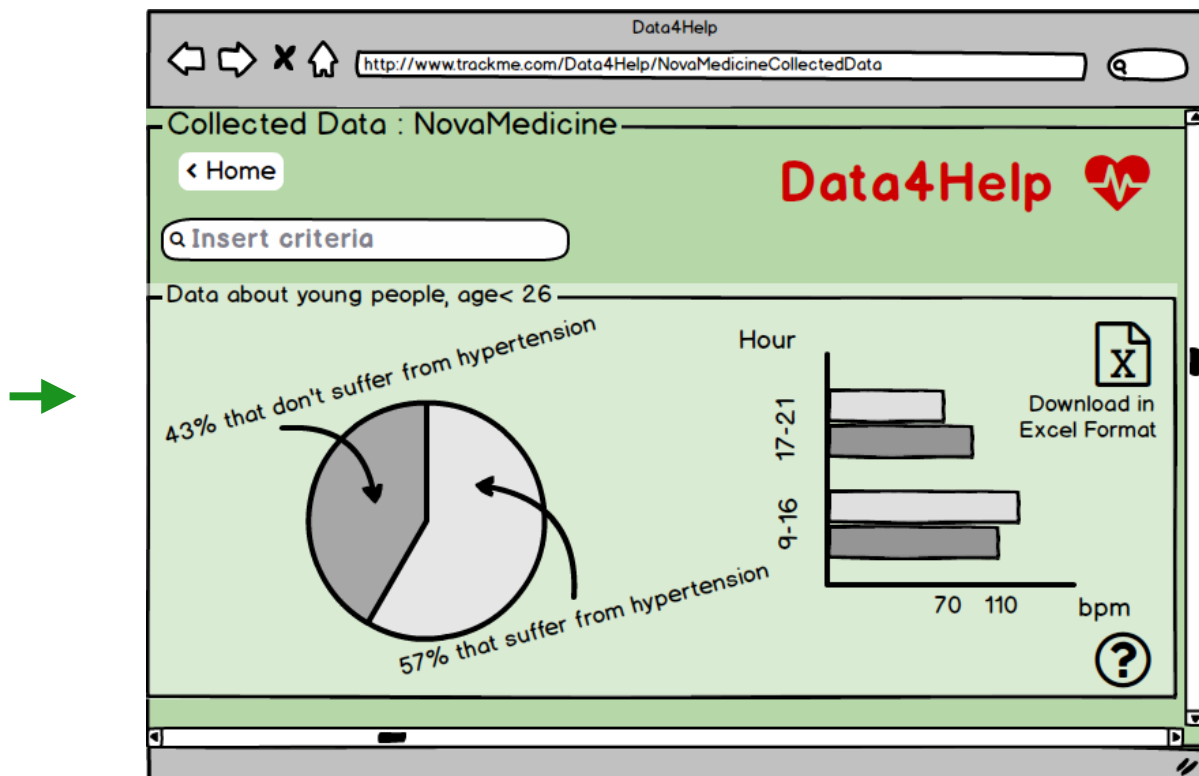 Data4Help
http://www.trackme.com/Data4Help/NovaMedicineCollectedData
Collected Data : NovaMedicine
< Home
Data4Help
Insert criteria
Data about young people, age< 26
43% that don't suffer from hypertension
57% that suffer from hypertension
Hour
17-21
9-16
70 110 bpm
X
Download in
Excel Format
?